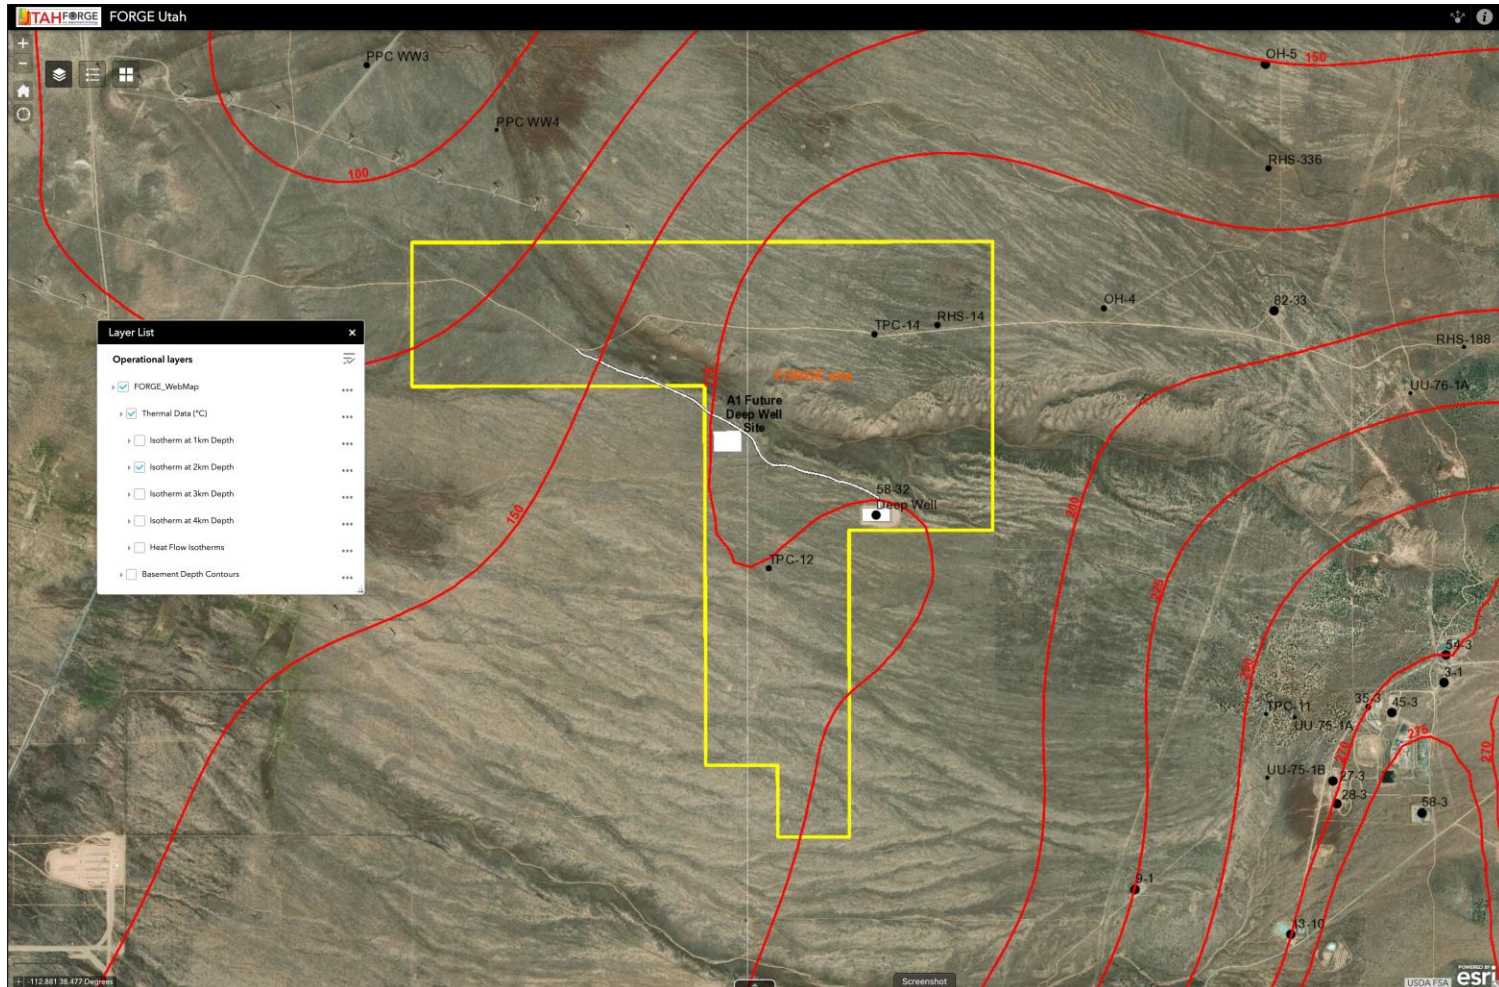 UTAHFORGE
FORGE Utah
OH-5
150
PPC WW3
PPC WW4
RHS-336
100
OH-4
82-33
RHS-14
TPC-14
RHS-188
Layer List
Operational layers
FORGE_WebMap
Thermal Data (°C)
Isotherm at 1km Depth
Isotherm at 2km Depth
Isotherm at 3km Depth
Isotherm at 4km Depth
Heat Flow Isotherms
Basement Depth Contours
175
FORGE site
UU-76-1A
A1 Future
Deep Well
Site
58-32
Deep Well
150
200
TPC-12
225
250
54-3
3-1
35-3
45-3
TPC-11
UU-75-1A
275
270
270
UU-75-1B
27-3
28-3
58-3
9-1
13-10
-112.881 38.477 Degrees
Screenshot
USDA FSA
POWERED BY
esri